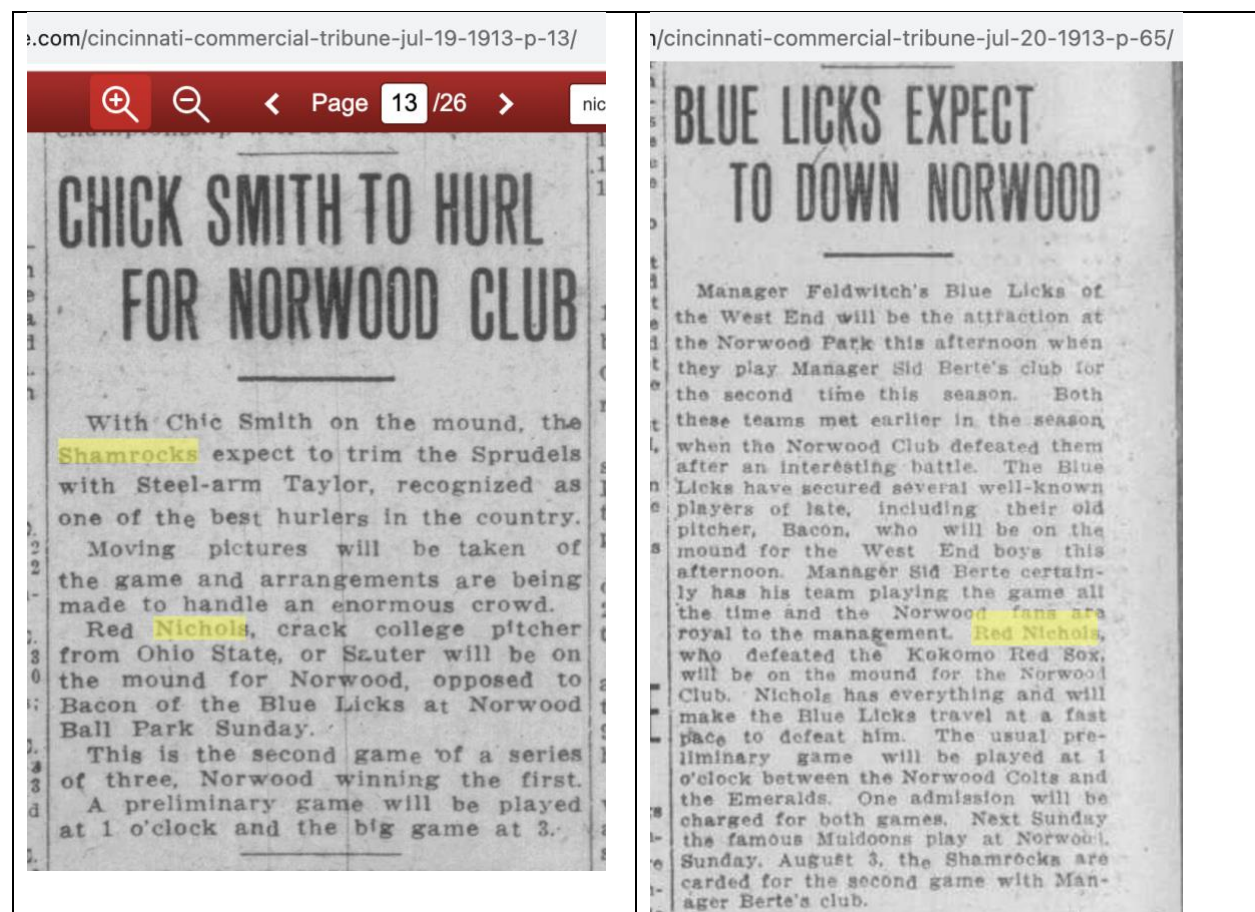 e.com/cincinnati-commercial-tribune-jul-19-1913-p-13/
Page 13 /26
nic
CHICK SMITH TO HURL
FOR NORWOOD CLUB
With Chic Smith on the mound, the
Shamrocks expect to trim the Sprudels
with Steel-arm Taylor, recognized as
one of the best hurlers in the country.
Moving pictures will be taken of
the game and arrangements are being
made to handle an enormous crowd.
Red Nichols, crack college pitcher
from Ohio State, or Sauter will be on
the mound for Norwood, opposed to
Bacon of the Blue Licks at Norwood
Ball Park Sunday.
This is the second game of a series
of three, Norwood winning the first.
A preliminary game will be played
at 1 o'clock and the big game at 3.
/cincinnati-commercial-tribune-jul-20-1913-p-65/
BLUE LICKS EXPECT
TO DOWN NORWOOD
Manager Feldwitch's Blue Licks of
the West End will be the attraction at
the Norwood Park this afternoon when
they play Manager Sid Berte's club for
the second time this season. Both
these teams met earlier in the season
when the Norwood Club defeated them
after an interesting battle. The Blue
Licks have secured several well-known
players of late, including their old
pitcher, Bacon, who will be on the
mound for the West End boys this
afternoon. Manager Sid Berte certain-
ly has his team playing the game all
the time and the Norwood fans are
royal to the management. Red Nichols,
who defeated the Kokomo Red Sox,
will be on the mound for the Norwood
Club. Nichols has everything and will
make the Blue Licks travel at a fast
pace to defeat him. The usual pre-
liminary game will be played at 1
o'clock between the Norwood Colts and
the Emeralds. One admission will be
charged for both games. Next Sunday
the famous Muldoons play at Norwood.
Sunday, August 3, the Shamrocks are
carded for the second game with Man-
ager Berte's club.